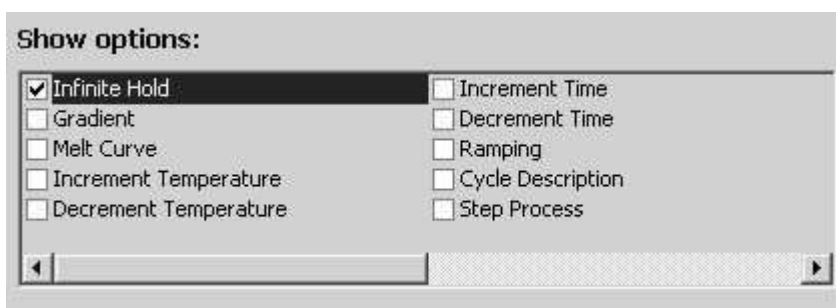 Show options:
Infinite Hold
Gradient
Melt Curve
Increment Temperature
Decrement Temperature
Increment Time
Decrement Time
Ramping
Cycle Description
Step Process